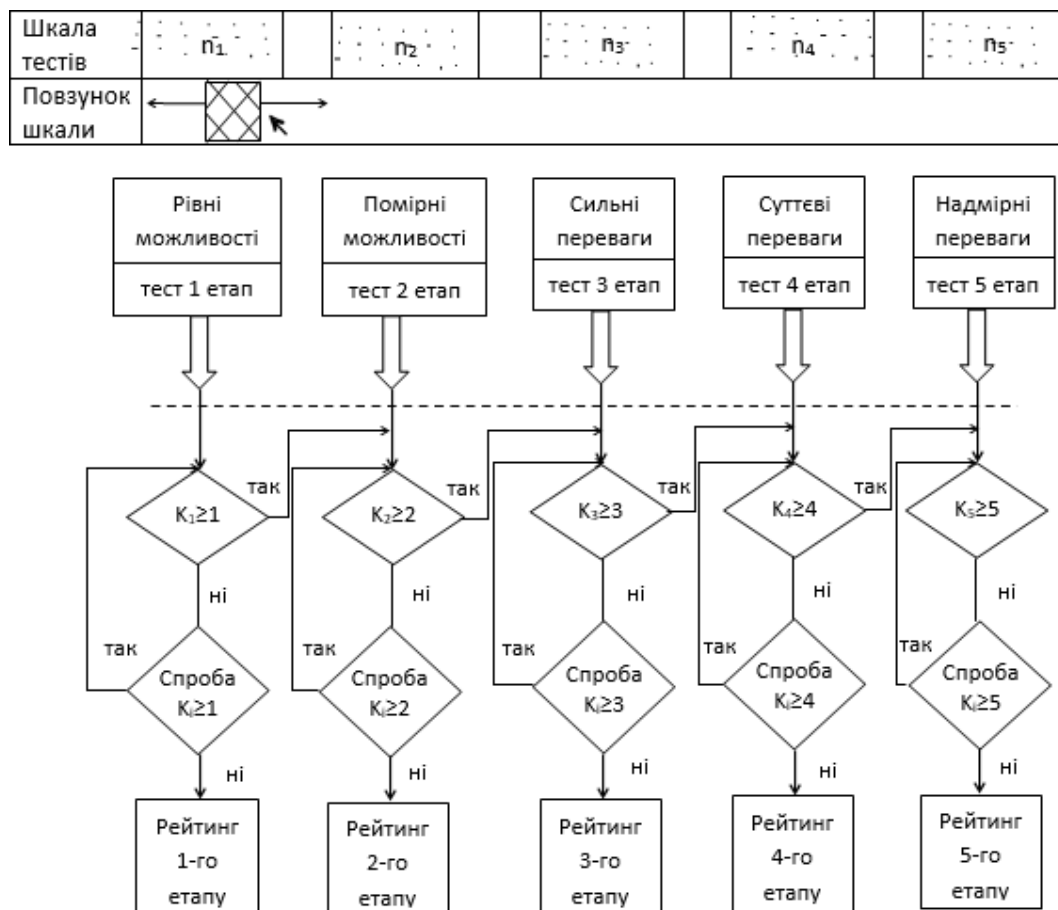 Шкала
тестів
n₁
n₂
n₃
n₄
n₅
Повзунок
шкали
Рівні
можливості
тест 1 етап
Помірні
можливості
тест 2 етап
Сильні
переваги
тест 3 етап
Суттєві
переваги
тест 4 етап
Надмірні
переваги
тест 5 етап
K₁≥1
так
K₂≥2
так
K₃≥3
так
K₄≥4
так
K₅≥5
ні
ні
ні
ні
ні
так
так
так
так
так
Спроба
Kᵢ≥1
Спроба
Kᵢ≥2
Спроба
Kᵢ≥3
Спроба
Kᵢ≥4
Спроба
Kᵢ≥5
ні
ні
ні
ні
ні
Рейтинг
1-го
етапу
Рейтинг
2-го
етапу
Рейтинг
3-го
етапу
Рейтинг
4-го
етапу
Рейтинг
5-го
етапу